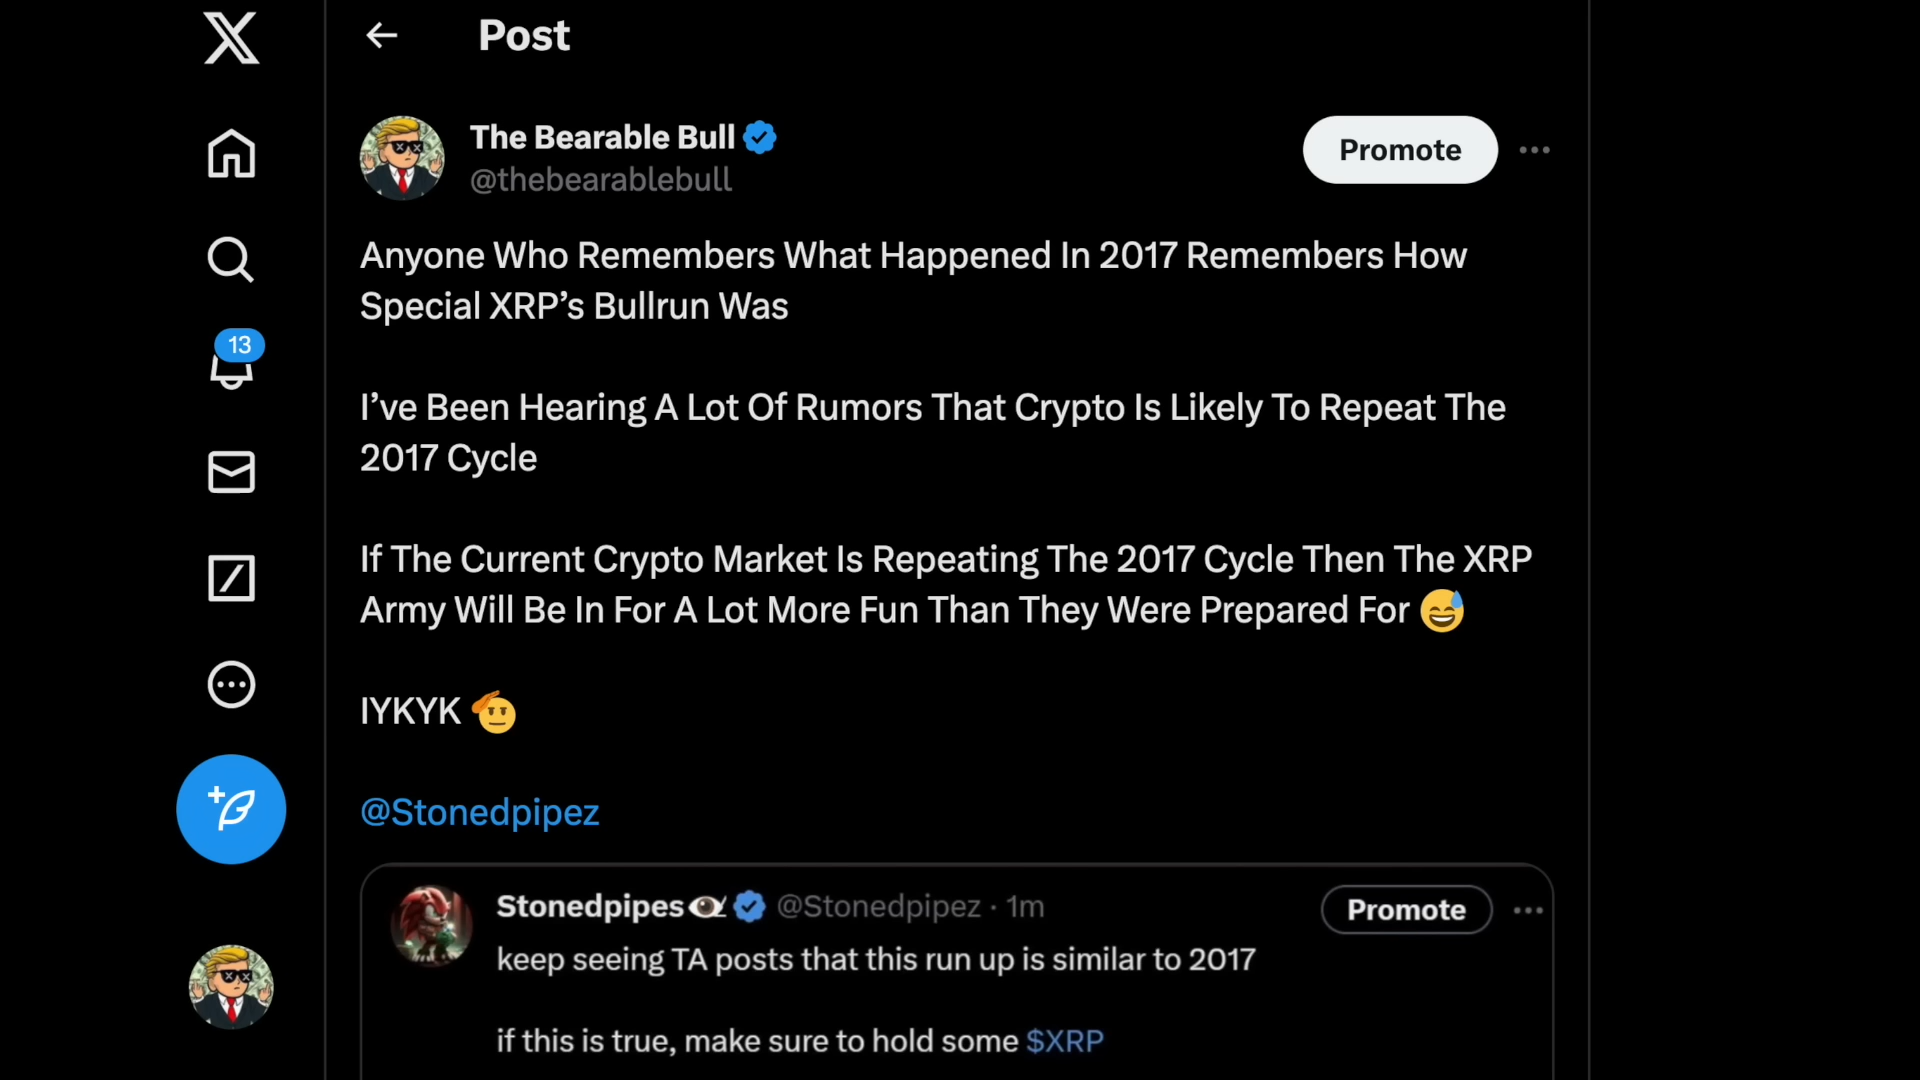 Post
The Bearable Bull
@thebearablebull
Promote
Anyone Who Remembers What Happened In 2017 Remembers How
Special XRP’s Bullrun Was
I’ve Been Hearing A Lot Of Rumors That Crypto Is Likely To Repeat The
2017 Cycle
If The Current Crypto Market Is Repeating The 2017 Cycle Then The XRP
Army Will Be In For A Lot More Fun Than They Were Prepared For 😅
IYKYK 🫡
@Stonedpipez
Stonedpipes👁️ @Stonedpipez · 1m
Promote
keep seeing TA posts that this run up is similar to 2017
if this is true, make sure to hold some $XRP
13